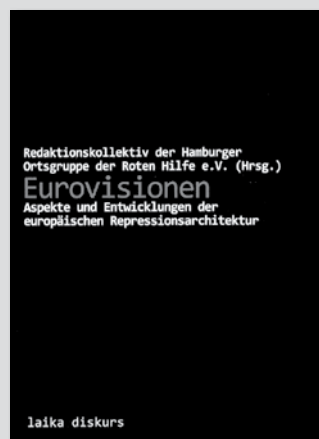 Redaktionskollektiv der Hamburger
Ortsgruppe der Roten Hilfe e.V. (Hrsg.)
Eurovisionen
Aspekte und Entwicklungen der
europäischen Repressionsarchitektur
laika diskurs